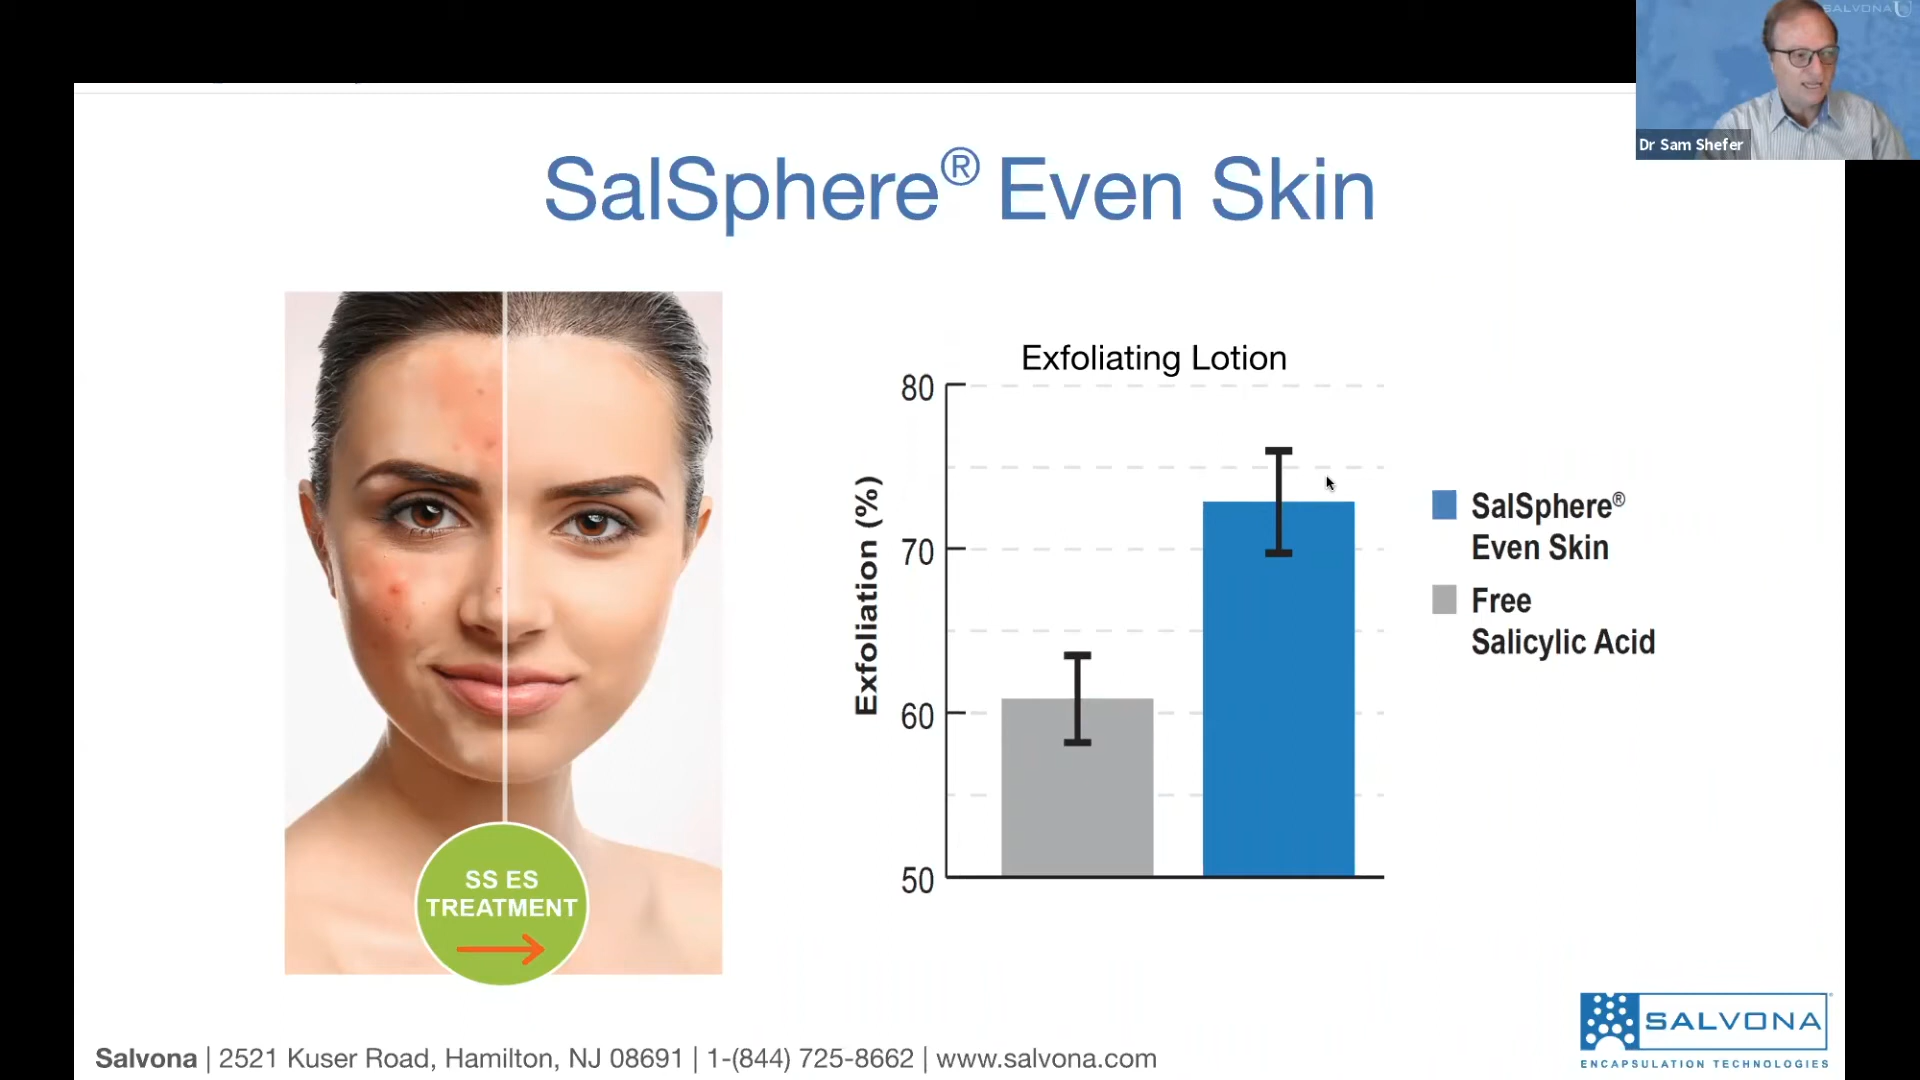 SALVONA
Dr Sam Shefer
SalSphere® Even Skin
Exfoliating Lotion
80
70
60
50
Exfoliation (%)
SalSphere®
Even Skin
Free
Salicylic Acid
SS ES
TREATMENT
SALVONA
ENCAPSULATION TECHNOLOGIES
Salvona | 2521 Kuser Road, Hamilton, NJ 08691 | 1-(844) 725-8662 | www.salvona.com